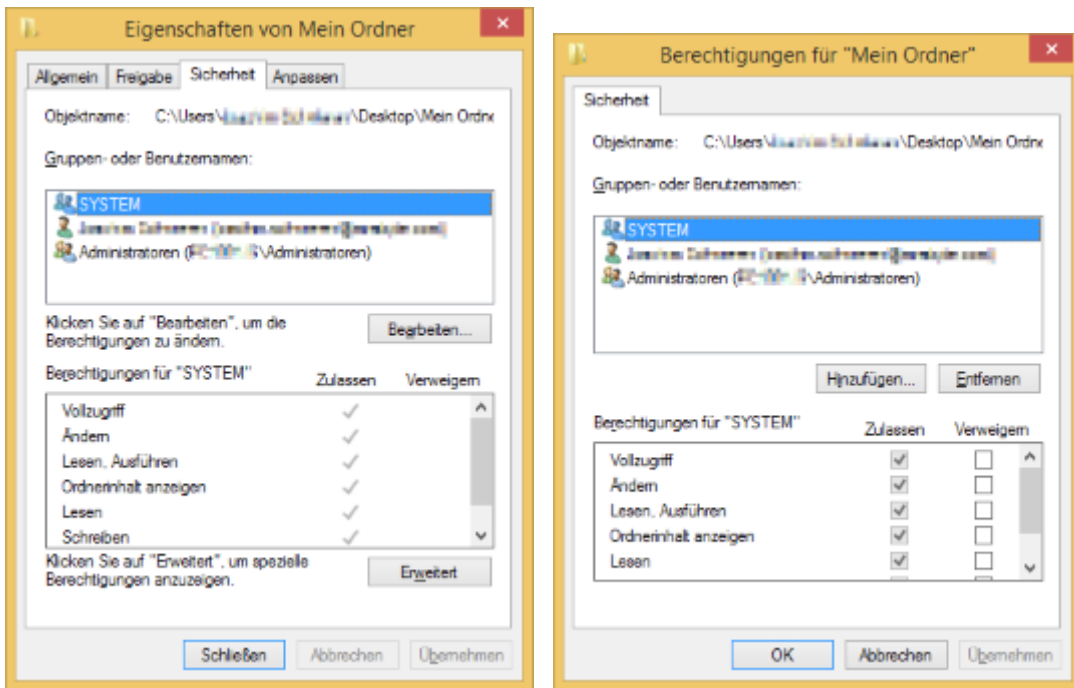 Eigenschaften von Mein Ordner
Allgemein Freigabe Sicherheit Anpassen
Objektname: C:\Users\ \Desktop\Mein Ordne
Gruppen- oder Benutzernamen:
SYSTEM
Administratoren ( \Administratoren)
Klicken Sie auf "Bearbeiten", um die
Berechtigungen zu ändern.
Bearbeiten...
Berechtigungen für "SYSTEM" Zulassen Verweigern
Vollzugriff
Ändern
Lesen, Ausführen
Ordnerinhalt anzeigen
Lesen
Schreiben
Klicken Sie auf "Erweitert", um spezielle
Berechtigungen anzuzeigen.
Erweitert
Schließen Abbrechen Übernehmen
Berechtigungen für "Mein Ordner"
Sicherheit
Objektname: C:\Users\ \Desktop\Mein Ordne
Gruppen- oder Benutzernamen:
SYSTEM
Administratoren ( \Administratoren)
Hinzufügen... Entfernen
Berechtigungen für "SYSTEM" Zulassen Verweigern
Vollzugriff
Ändern
Lesen, Ausführen
Ordnerinhalt anzeigen
Lesen
OK Abbrechen Übernehmen